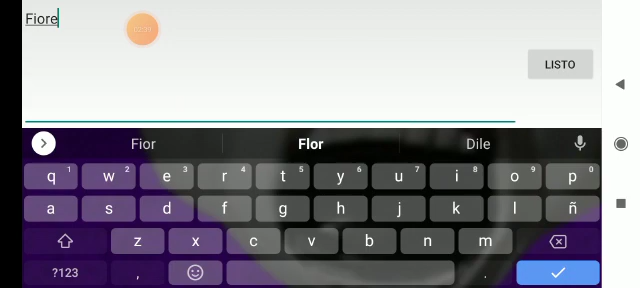 Fiore
LISTO
Fior Flor Dile
q 1 w 2 e 3 r 4 t 5 y 6 u 7 i 8 o 9 p 0
a s d f g h j k l ñ
z x c v b n m
?123 , .